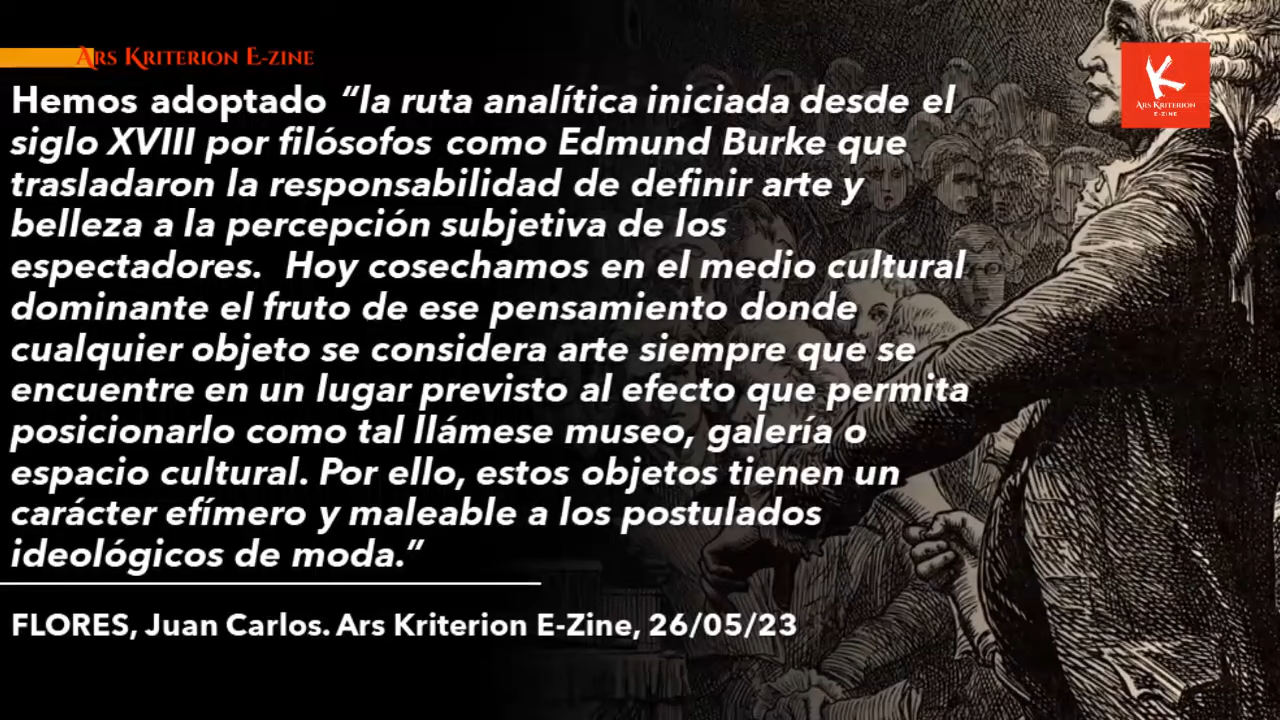 Ars Kriterion E-zine
Hemos adoptado “la ruta analítica iniciada desde el
siglo XVIII por filósofos como Edmund Burke que
trasladaron la responsabilidad de definir arte y
belleza a la percepción subjetiva de los
espectadores. Hoy cosechamos en el medio cultural
dominante el fruto de ese pensamiento donde
cualquier objeto se considera arte siempre que se
encuentre en un lugar previsto al efecto que permita
posicionarlo como tal llámese museo, galería o
espacio cultural. Por ello, estos objetos tienen un
carácter efímero y maleable a los postulados
ideológicos de moda.”
FLORES, Juan Carlos. Ars Kriterion E-Zine, 26/05/23
K
Ars Kriterion
E-zine